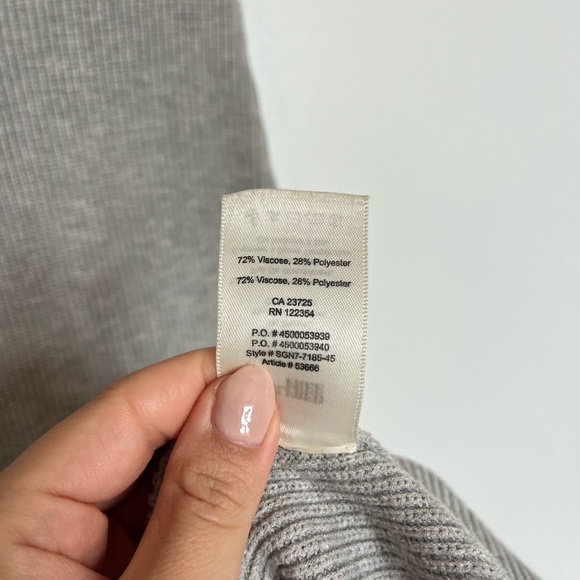 72% Viscose, 28% Polyester
72% Viscose, 28% Polyester
CA 23725
RN 122354
P.O. # 4500053939
P.O. # 4500053940
Style # SGN7-7185-45
Article # 53666